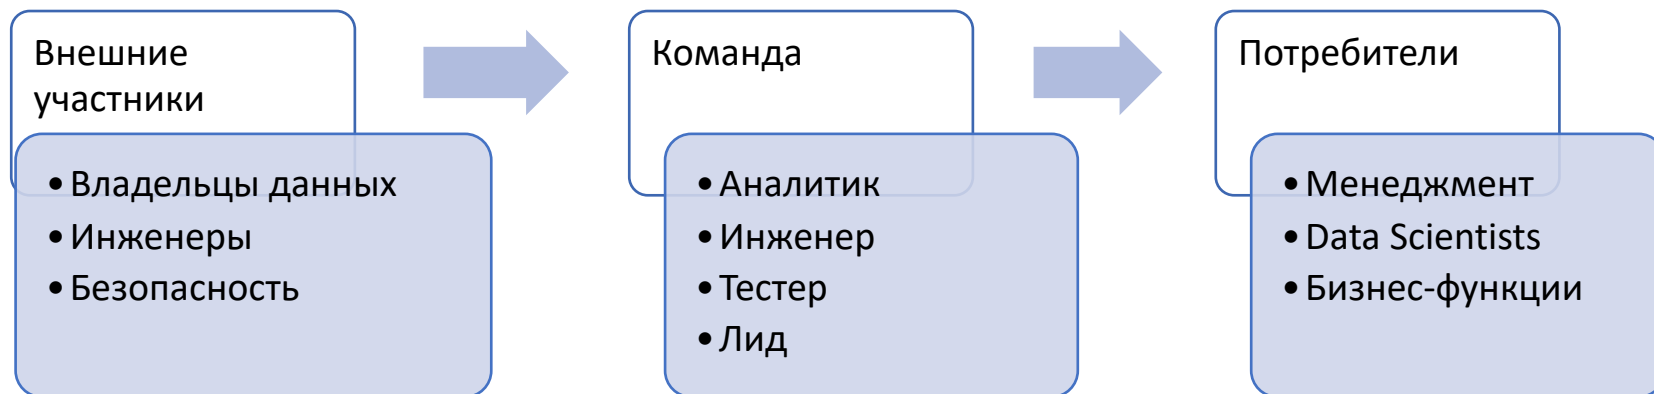 Внешние
участники
• Владельцы данных
• Инженеры
• Безопасность
Команда
• Аналитик
• Инженер
• Тестер
• Лид
Потребители
• Менеджмент
• Data Scientists
• Бизнес-функции